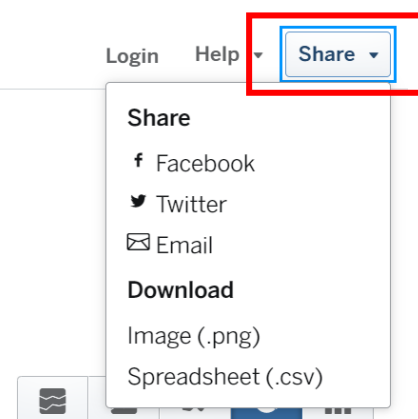 Login Help Share
Share
Facebook
Twitter
Email
Download
Image (.png)
Spreadsheet (.csv)